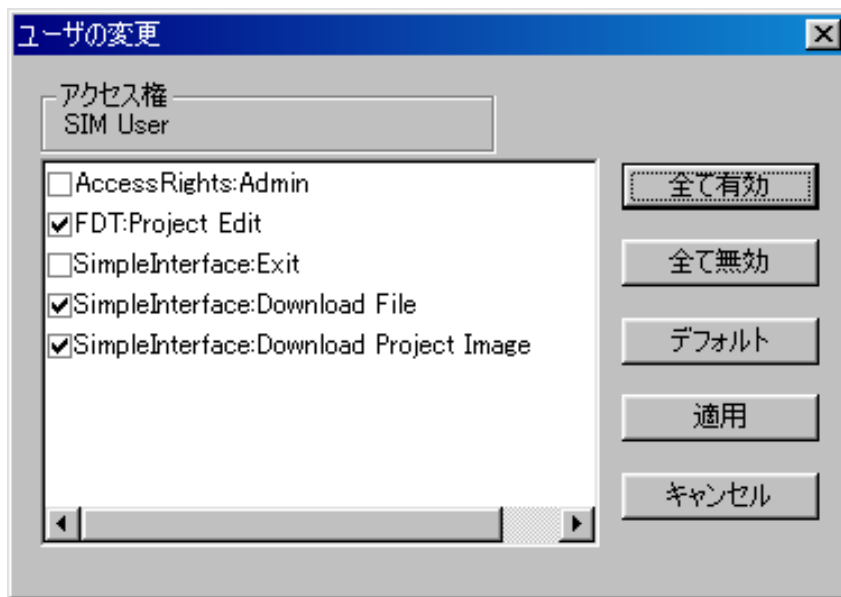 ユーザの変更
アクセス権
SIM User
AccessRights:Admin
FDT:Project Edit
SimpleInterface:Exit
SimpleInterface:Download File
SimpleInterface:Download Project Image
全て有効
全て無効
デフォルト
適用
キャンセル